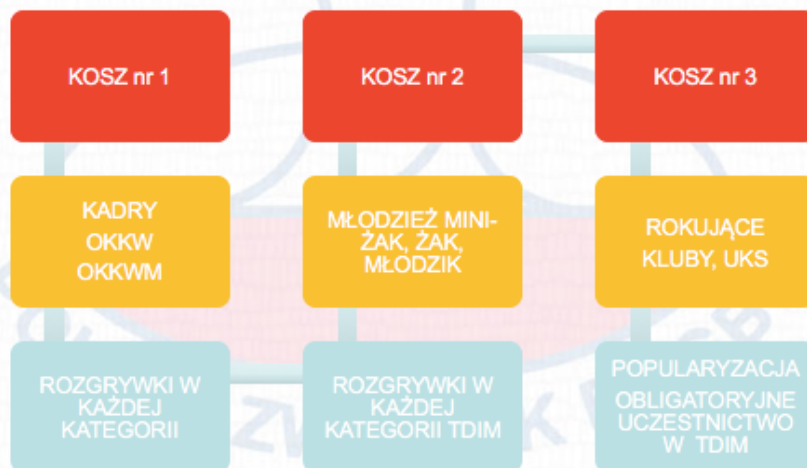 KOSZ nr 1
KADRY
OKKW
OKKWM
ROZGRYWKI W
KAŻDEJ
KATEGORII
KOSZ nr 2
MŁODZIEŻ MINI-
ŻAK, ŻAK,
MŁODZIK
ROZGRYWKI W
KAŻDEJ
KATEGORII TDIM
KOSZ nr 3
ROKUJĄCE
KLUBY, UKS
POPULARYZACJA
OBLIGATORYJNE
UCZESTNICTWO
W TDIM